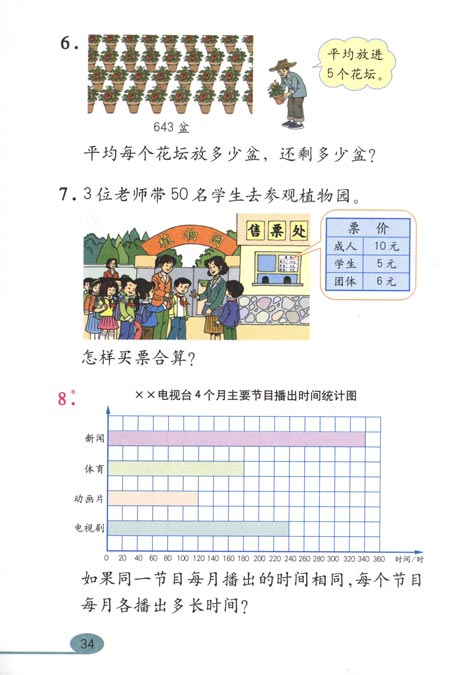 6.
平均放进
5个花坛。
643盆
平均每个花坛放多少盆，还剩多少盆？
7. 3位老师带50名学生去参观植物园。
植物园
售票处
票 价
成人 10元
学生 5元
团体 6元
怎样买票合算？
8*.
××电视台4个月主要节目播出时间统计图
新闻
体育
动画片
电视剧
0 20 40 60 80 100 120 140 160 180 200 220 240 260 280 300 320 340 360 时间/时
如果同一节目每月播出的时间相同，每个节目
每月各播出多长时间？
34